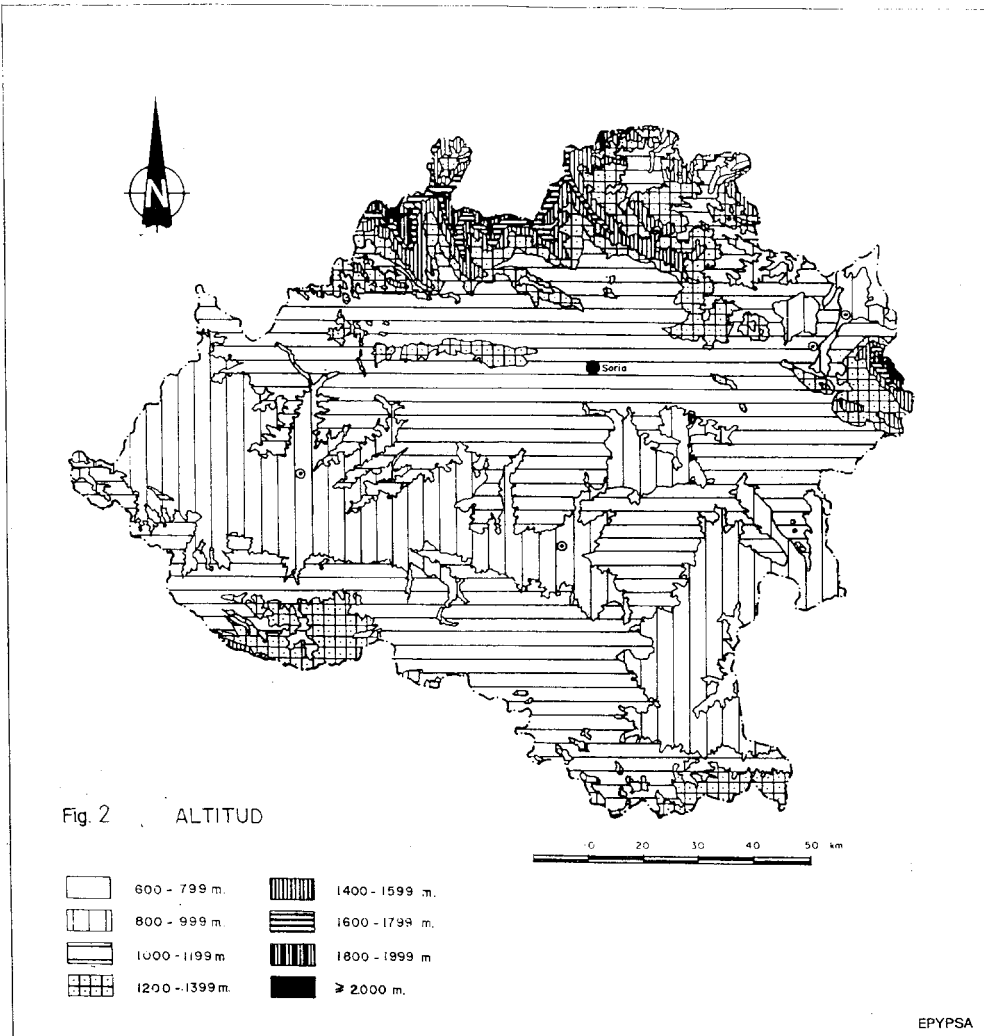 N
Soria
Fig. 2 ALTITUD
10 20 30 40 50 km
600 - 799 m.
800 - 999 m.
1000 - 1199 m
1200 - 1399 m.
1400 - 1599 m.
1600 - 1799 m.
1800 - 1999 m
≥ 2.000 m.
EPYPSA